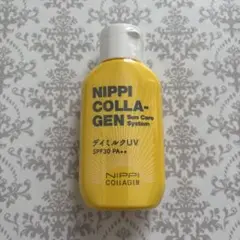 NIPPI
COLLA-
GEN Sun Care
System
デイミルクUV
SPF30 PA++
NIPPI
COLLAGEN